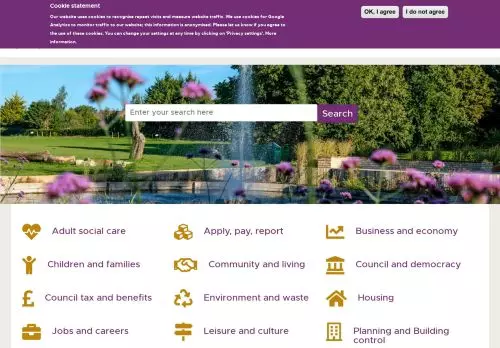 Cookie statement
Our website uses cookies to recognise repeat visits and measure website traffic. We use cookies for Google
Analytics to monitor traffic to our website; this information is anonymised. Please let us know if you agree
to the use of these cookies. You can change your settings at any time by clicking on 'Privacy settings'. More
information.
OK, I agree
I do not agree
Enter your search here
Search
Adult social care
Apply, pay, report
Business and economy
Children and families
Community and living
Council and democracy
Council tax and benefits
Environment and waste
Housing
Jobs and careers
Leisure and culture
Planning and Building
control